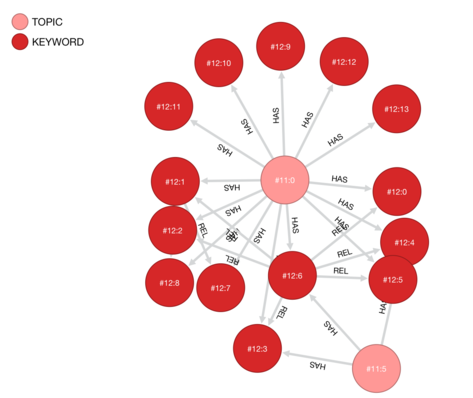 TOPIC
KEYWORD
#12:9
#12:10
#12:12
#12:11
#12:13
HAS
HAS
HAS
HAS
HAS
#12:1
#11:0
HAS
#12:0
HAS
HAS
HAS
#12:2
REL
HAS
HAS
HAS
REL
#12:4
REL
REL
#12:8
#12:7
#12:6
REL
#12:5
REL
HAS
HAS
#12:3
HAS
#11:5